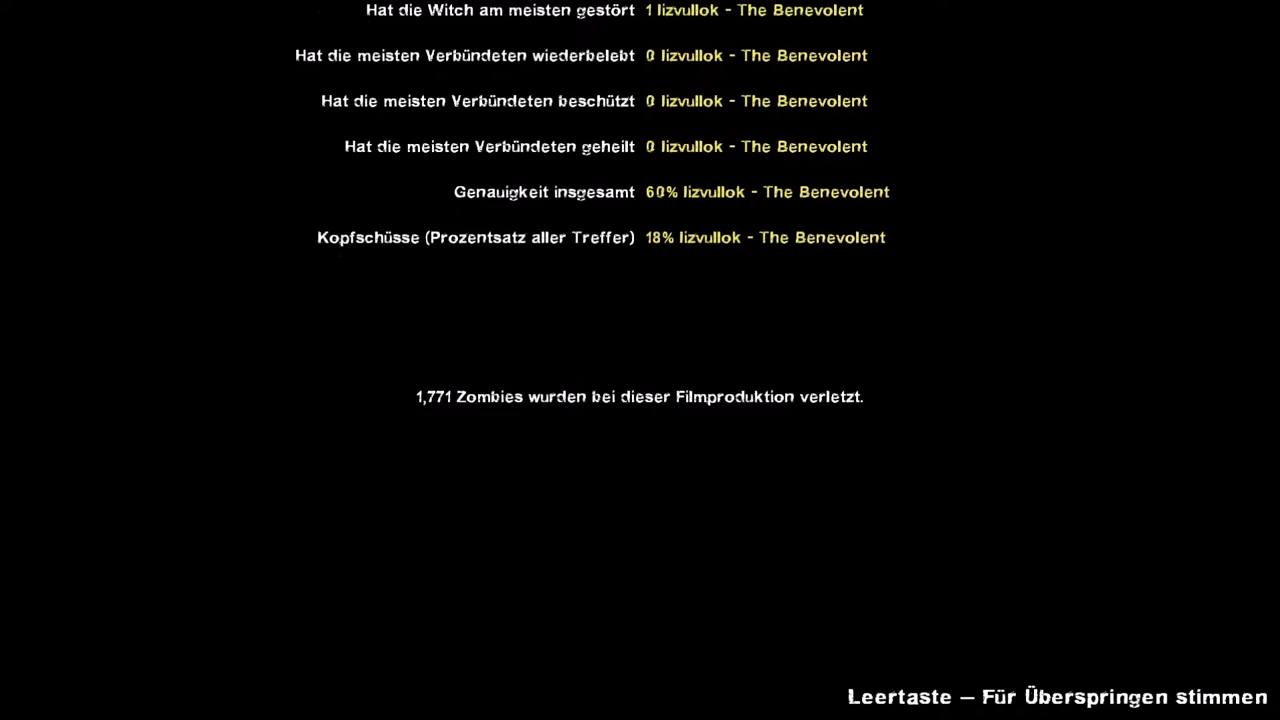 Hat die Witch am meisten gestört 1 lizvullok - The Benevolent
Hat die meisten Verbündeten wiederbelebt 0 lizvullok - The Benevolent
Hat die meisten Verbündeten beschützt 0 lizvullok - The Benevolent
Hat die meisten Verbündeten geheilt 0 lizvullok - The Benevolent
Genauigkeit insgesamt 60% lizvullok - The Benevolent
Kopfschüsse (Prozentsatz aller Treffer) 18% lizvullok - The Benevolent
1,771 Zombies wurden bei dieser Filmproduktion verletzt.
Leertaste – Für Überspringen stimmen